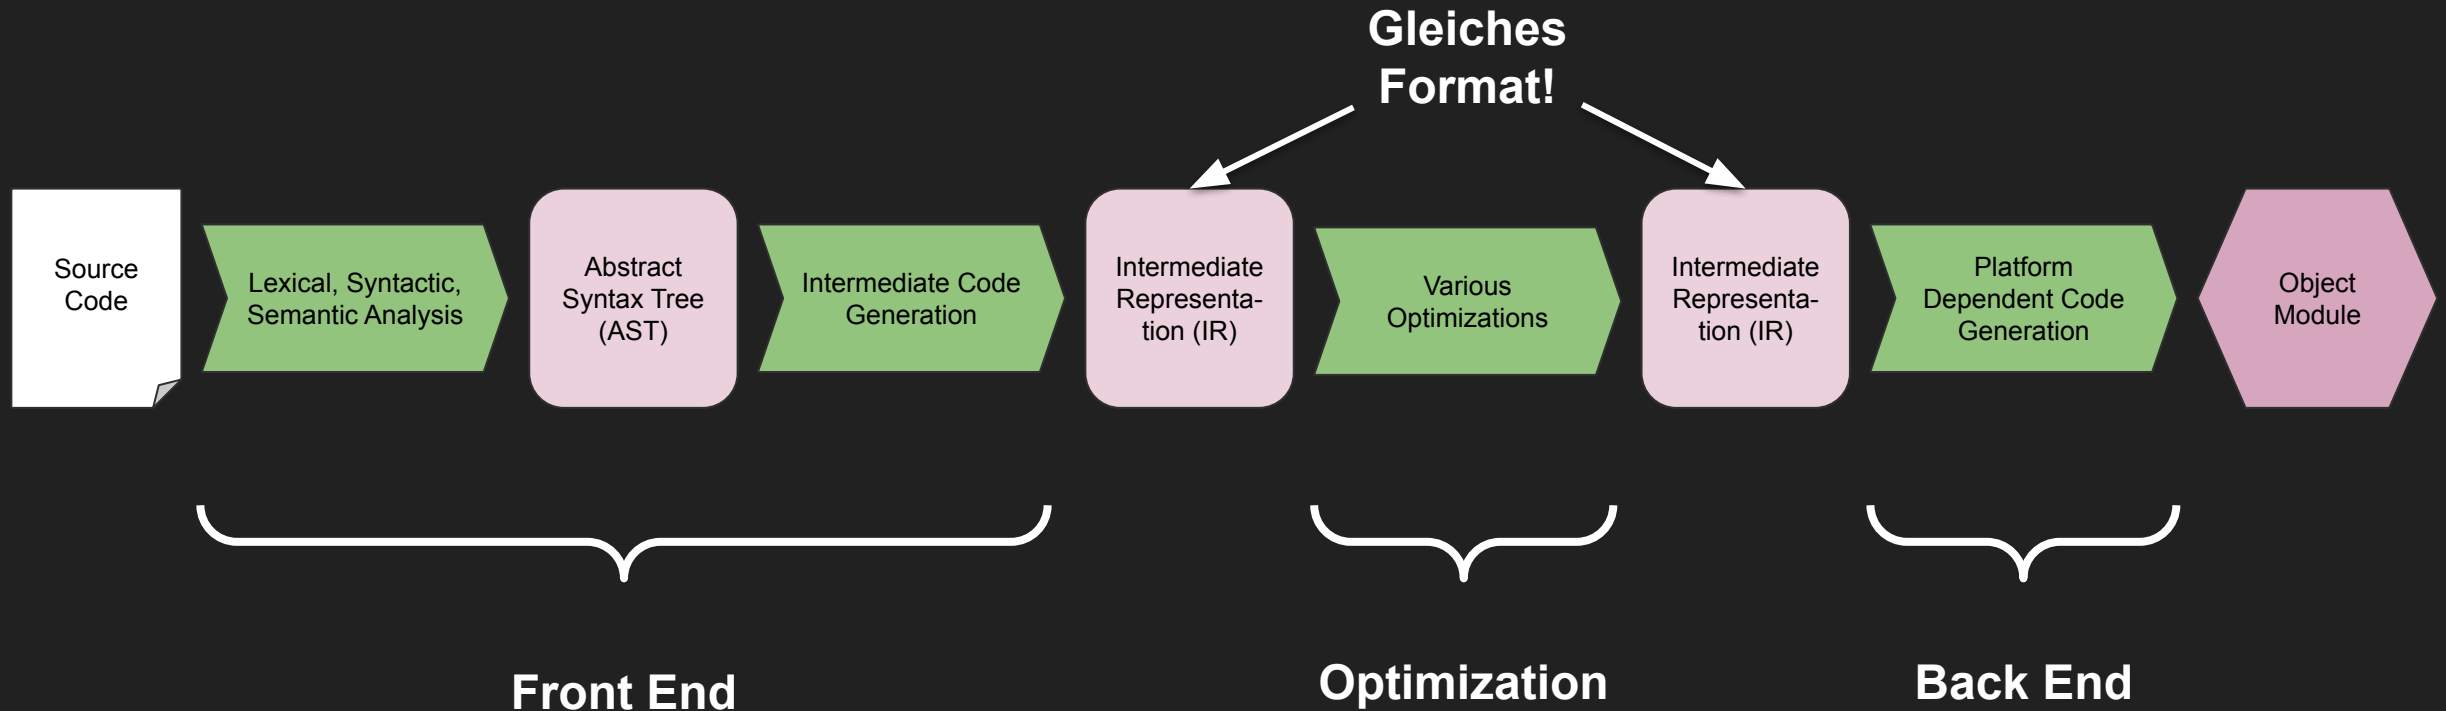 Gleiches
Format!
Source
Code
Lexical, Syntactic,
Semantic Analysis
Abstract
Syntax Tree
(AST)
Intermediate Code
Generation
Intermediate
Representa-
tion (IR)
Various
Optimizations
Intermediate
Representa-
tion (IR)
Platform
Dependent Code
Generation
Object
Module
Front End
Optimization
Back End